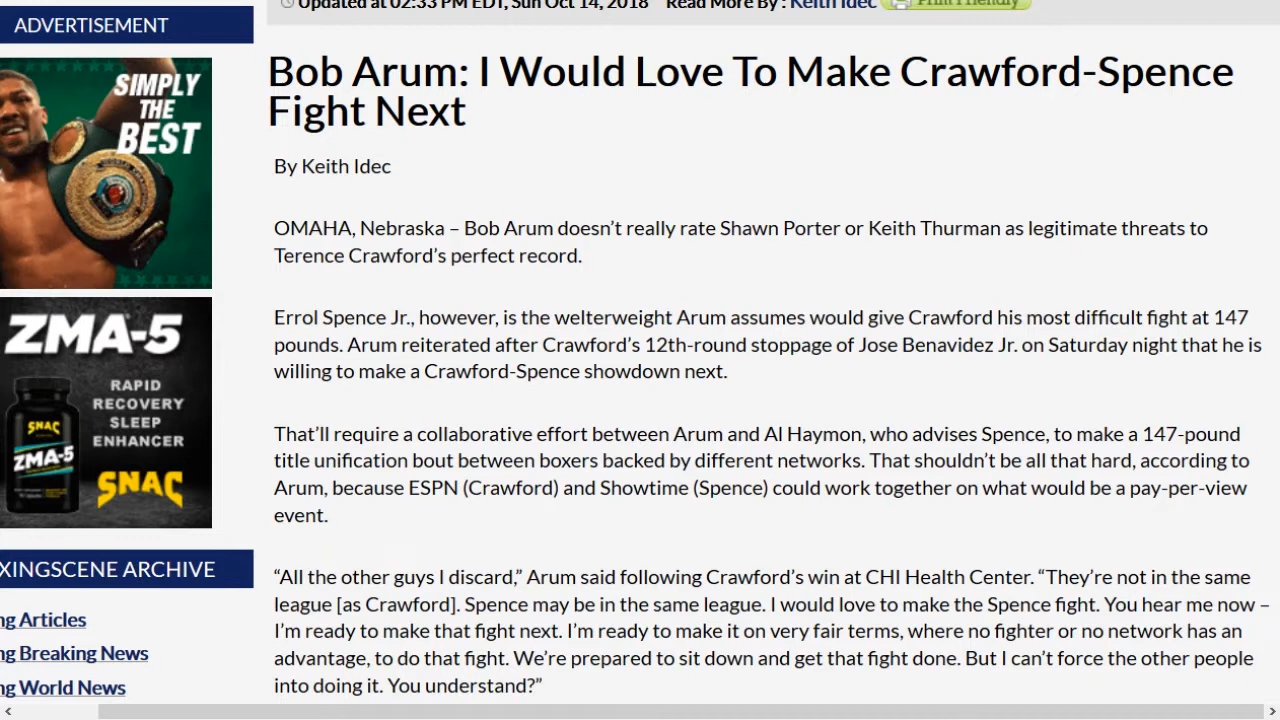 Updated at 02:33 PM EDT, Sun Oct 14, 2018 Read More By : Keith Idec Print Friendly
ADVERTISEMENT
SIMPLY
THE
BEST
ZMA-5
RAPID
RECOVERY
SLEEP
ENHANCER
SNAC
ZMA-5
SNAC
XINGSCENE ARCHIVE
ng Articles
ng Breaking News
ng World News
Bob Arum: I Would Love To Make Crawford-Spence
Fight Next
By Keith Idec
OMAHA, Nebraska – Bob Arum doesn’t really rate Shawn Porter or Keith Thurman as legitimate threats to
Terence Crawford’s perfect record.
Errol Spence Jr., however, is the welterweight Arum assumes would give Crawford his most difficult fight at 147
pounds. Arum reiterated after Crawford’s 12th-round stoppage of Jose Benavidez Jr. on Saturday night that he is
willing to make a Crawford-Spence showdown next.
That’ll require a collaborative effort between Arum and Al Haymon, who advises Spence, to make a 147-pound
title unification bout between boxers backed by different networks. That shouldn’t be all that hard, according to
Arum, because ESPN (Crawford) and Showtime (Spence) could work together on what would be a pay-per-view
event.
“All the other guys I discard,” Arum said following Crawford’s win at CHI Health Center. “They’re not in the same
league [as Crawford]. Spence may be in the same league. I would love to make the Spence fight. You hear me now –
I’m ready to make that fight next. I’m ready to make it on very fair terms, where no fighter or no network has an
advantage, to do that fight. We’re prepared to sit down and get that fight done. But I can’t force the other people
into doing it. You understand?”